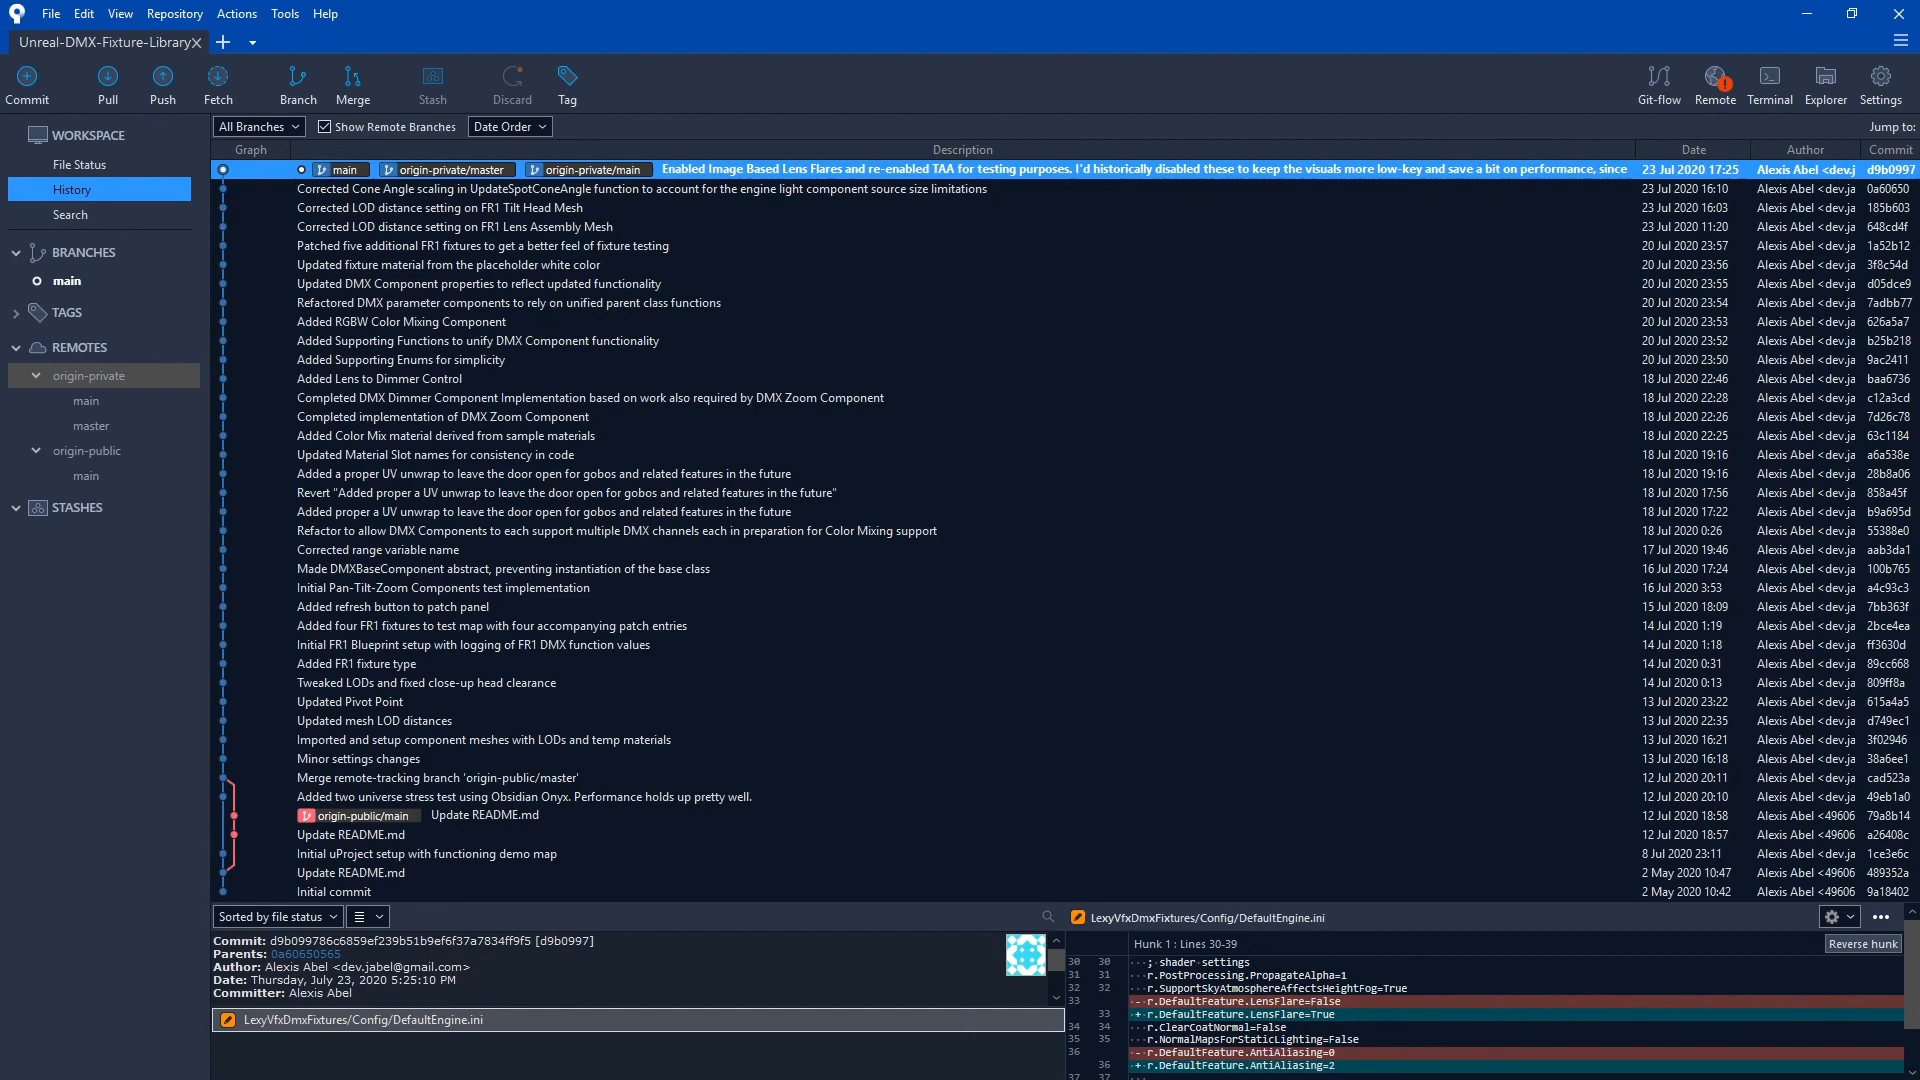 File Edit View Repository Actions Tools Help
Unreal-DMX-Fixture-Library
Commit Pull Push Fetch Branch Merge Stash Discard Tag Git-flow Remote Terminal Explorer Settings
WORKSPACE
File Status
History
Search
BRANCHES
main
TAGS
REMOTES
origin-private
main
master
origin-public
main
STASHES
All Branches Show Remote Branches Date Order Jump to:
Graph Description Date Author Commit
main origin-private/master origin-private/main Enabled Image Based Lens Flares and re-enabled TAA for testing purposes. I'd historically disabled these to keep the visuals more low-key and save a bit on performance, since 23 Jul 2020 17:25 Alexis Abel <dev.j d9b0997
Corrected Cone Angle scaling in UpdateSpotConeAngle function to account for the engine light component source size limitations 23 Jul 2020 16:10 Alexis Abel <dev.ja 0a60650
Corrected LOD distance setting on FR1 Tilt Head Mesh 23 Jul 2020 16:03 Alexis Abel <dev.ja 185b603
Corrected LOD distance setting on FR1 Lens Assembly Mesh 23 Jul 2020 11:20 Alexis Abel <dev.ja 648cd4f
Patched five additional FR1 fixtures to get a better feel of fixture testing 20 Jul 2020 23:57 Alexis Abel <dev.ja 1a52b12
Updated fixture material from the placeholder white color 20 Jul 2020 23:56 Alexis Abel <dev.ja 3f8c54d
Updated DMX Component properties to reflect updated functionality 20 Jul 2020 23:55 Alexis Abel <dev.ja d05dce9
Refactored DMX parameter components to rely on unified parent class functions 20 Jul 2020 23:54 Alexis Abel <dev.ja 7adbb77
Added RGBW Color Mixing Component 20 Jul 2020 23:53 Alexis Abel <dev.ja 626a5a7
Added Supporting Functions to unify DMX Component functionality 20 Jul 2020 23:52 Alexis Abel <dev.ja b25b218
Added Supporting Enums for simplicity 20 Jul 2020 23:50 Alexis Abel <dev.ja 9ac2411
Added Lens to Dimmer Control 18 Jul 2020 22:46 Alexis Abel <dev.ja baa6736
Completed DMX Dimmer Component Implementation based on work also required by DMX Zoom Component 18 Jul 2020 22:28 Alexis Abel <dev.ja c12a3cd
Completed implementation of DMX Zoom Component 18 Jul 2020 22:26 Alexis Abel <dev.ja 7d26c78
Added Color Mix material derived from sample materials 18 Jul 2020 22:25 Alexis Abel <dev.ja 63c1184
Updated Material Slot names for consistency in code 18 Jul 2020 19:16 Alexis Abel <dev.ja a6a538e
Added a proper UV unwrap to leave the door open for gobos and related features in the future 18 Jul 2020 19:16 Alexis Abel <dev.ja 28b8a06
Revert "Added proper a UV unwrap to leave the door open for gobos and related features in the future" 18 Jul 2020 17:56 Alexis Abel <dev.ja 858a45f
Added proper a UV unwrap to leave the door open for gobos and related features in the future 18 Jul 2020 17:22 Alexis Abel <dev.ja b9a695d
Refactor to allow DMX Components to each support multiple DMX channels each in preparation for Color Mixing support 18 Jul 2020 0:26 Alexis Abel <dev.ja 55388e0
Corrected range variable name 17 Jul 2020 19:46 Alexis Abel <dev.ja aab3da1
Made DMXBaseComponent abstract, preventing instantiation of the base class 16 Jul 2020 17:24 Alexis Abel <dev.ja 100b765
Initial Pan-Tilt-Zoom Components test implementation 16 Jul 2020 3:53 Alexis Abel <dev.ja a4c93c3
Added refresh button to patch panel 15 Jul 2020 18:09 Alexis Abel <dev.ja 7bb363f
Added four FR1 fixtures to test map with four accompanying patch entries 14 Jul 2020 1:19 Alexis Abel <dev.ja 2bce4ea
Initial FR1 Blueprint setup with logging of FR1 DMX function values 14 Jul 2020 1:18 Alexis Abel <dev.ja ff3630d
Added FR1 fixture type 14 Jul 2020 0:31 Alexis Abel <dev.ja 89cc668
Tweaked LODs and fixed close-up head clearance 14 Jul 2020 0:13 Alexis Abel <dev.ja 809ff8a
Updated Pivot Point 13 Jul 2020 23:22 Alexis Abel <dev.ja 615a4a5
Updated mesh LOD distances 13 Jul 2020 22:35 Alexis Abel <dev.ja d749ec1
Imported and setup component meshes with LODs and temp materials 13 Jul 2020 16:21 Alexis Abel <dev.ja 3f02946
Minor settings changes 13 Jul 2020 16:18 Alexis Abel <dev.ja 38a6ee1
Merge remote-tracking branch 'origin-public/master' 12 Jul 2020 20:11 Alexis Abel <dev.ja cad523a
Added two universe stress test using Obsidian Onyx. Performance holds up pretty well. 12 Jul 2020 20:10 Alexis Abel <dev.ja 49eb1a0
origin-public/main Update README.md 12 Jul 2020 18:58 Alexis Abel <49606 79a8b14
Update README.md 12 Jul 2020 18:57 Alexis Abel <49606 a26408c
Initial uProject setup with functioning demo map 8 Jul 2020 23:11 Alexis Abel <dev.ja 1ce3e6c
Update README.md 2 May 2020 10:47 Alexis Abel <49606 489352a
Initial commit 2 May 2020 10:42 Alexis Abel <49606 9a18402
Sorted by file status
Commit: d9b099786c6859ef239b51b9ef6f37a7834ff9f5 [d9b0997]
Parents: 0a60650565
Author: Alexis Abel <dev.jabel@gmail.com>
Date: Thursday, July 23, 2020 5:25:10 PM
Committer: Alexis Abel
LexyVfxDmxFixtures/Config/DefaultEngine.ini
LexyVfxDmxFixtures/Config/DefaultEngine.ini
Hunk 1 : Lines 30-39 Reverse hunk
30 30 ; shader settings
31 31 r.PostProcessing.PropagateAlpha=1
32 32 r.SupportSkyAtmosphereAffectsHeightFog=True
33 - r.DefaultFeature.LensFlare=False
33 + r.DefaultFeature.LensFlare=True
34 34 r.ClearCoatNormal=False
35 35 r.NormalMapsForStaticLighting=False
36 - r.DefaultFeature.AntiAliasing=0
36 + r.DefaultFeature.AntiAliasing=2
37 37